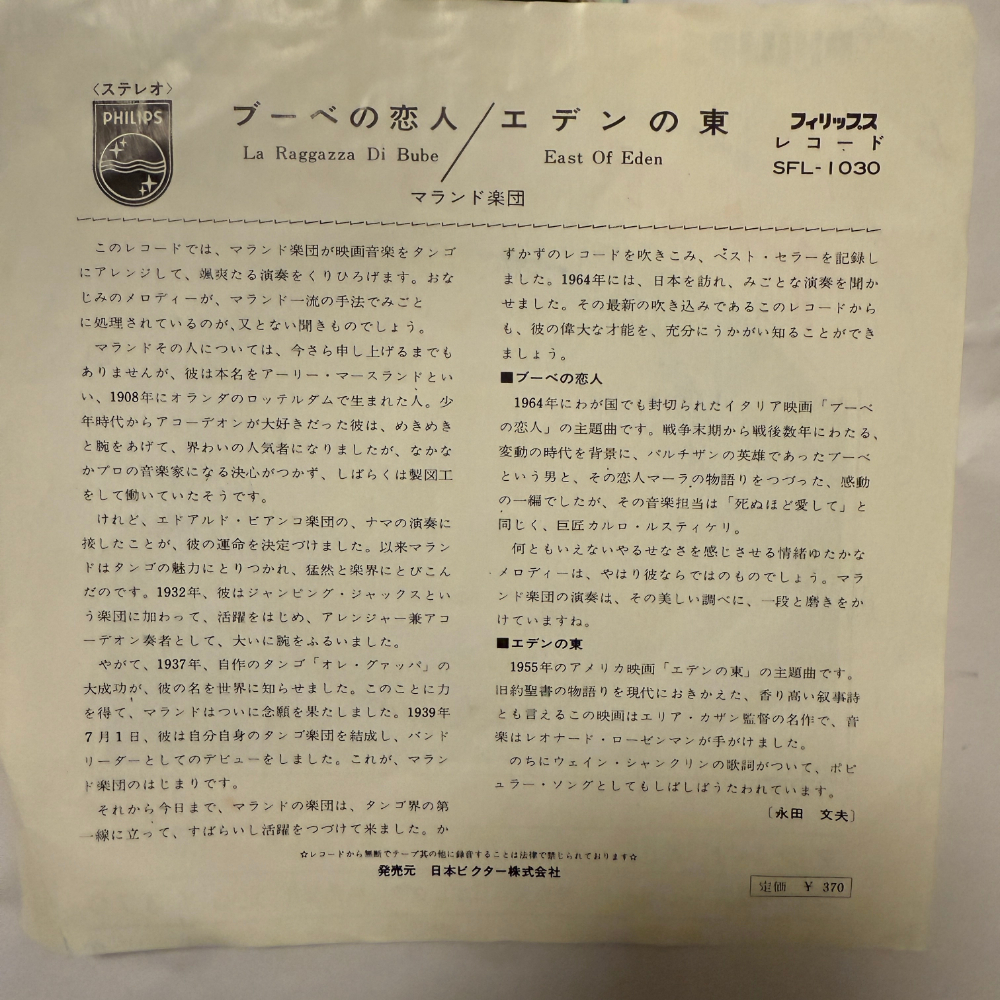 〈ステレオ〉
PHILIPS
ブーベの恋人/エデンの東
La Raggazza Di Bube
East Of Eden
マランド楽団
フィリップス
レコード
SFL-1030
このレコードでは、マランド楽団が映画音楽をタンゴ
にアレンジして、颯爽たる演奏をくりひろげます。おな
じみのメロディーが、マランド一流の手法でみごと
に処理されているのが、又とない聞きものでしょう。
マランドその人については、今さら申し上げるまでも
ありませんが、彼は本名をアーリー・マースランドとい
い、1908年にオランダのロッテルダムで生まれた人。少
年時代からアコーデオンが大好きだった彼は、めきめき
と腕をあげて、界わいの人気者になりましたが、なかな
かプロの音楽家になる決心がつかず、しばらくは製図工
をして働いていたそうです。
けれど、エドアルド・ビアンコ楽団の、ナマの演奏に
接したことが、彼の運命を決定づけました。以来マラン
ドはタンゴの魅力にとりつかれ、猛然と楽界にとびこん
だのです。1932年、彼はジャンピング・ジャックスとい
う楽団に加わって、活躍をはじめ、アレンジャー兼アコ
ーデオン奏者として、大いに腕をふるいました。
やがて、1937年、自作のタンゴ「オレ・グァッパ」の
大成功が、彼の名を世界に知らせました。このことに力
を得て、マランドはついに念願を果たしました。1939年
7月1日、彼は自分自身のタンゴ楽団を結成し、バンド
リーダーとしてのデビューをしました。これが、マラン
ド楽団のはじまりです。
それから今日まで、マランドの楽団は、タンゴ界の第
一線に立って、すばらいし活躍をつづけて来ました。か
ずかずのレコードを吹きこみ、ベスト・セラーを記録し
ました。1964年には、日本を訪れ、みごとな演奏を聞か
せました。その最新の吹き込みであるこのレコードから
も、彼の偉大な才能を、充分にうかがい知ることができ
ましょう。
■ブーベの恋人
1964年にわが国でも封切られたイタリア映画「ブーベ
の恋人」の主題曲です。戦争末期から戦後数年にわたる、
変動の時代を背景に、パルチザンの英雄であったブーベ
という男と、その恋人マーラの物語りをつづった、感動
の一編でしたが、その音楽担当は「死ぬほど愛して」と
同じく、巨匠カルロ・ルスティケリ。
何ともいえないやるせなさを感じさせる情緒ゆたかな
メロディーは、やはり彼ならではのものでしょう。マラ
ンド楽団の演奏は、その美しい調べに、一段と磨きをか
けていますね。
■エデンの東
1955年のアメリカ映画「エデンの東」の主題曲です。
旧約聖書の物語りを現代におきかえた、香り高い叙事詩
とも言えるこの映画はエリア・カザン監督の名作で、音
楽はレオナード・ローゼンマンが手がけました。
のちにウェイン・シャンクリンの歌詞がついて、ポピ
ュラー・ソングとしてもしばしばうたわれています。
〔永田 文夫〕
☆レコードから無断でテープ其の他に録音することは法律で禁じられております☆
発売元 日本ビクター株式会社
定価 ¥ 370